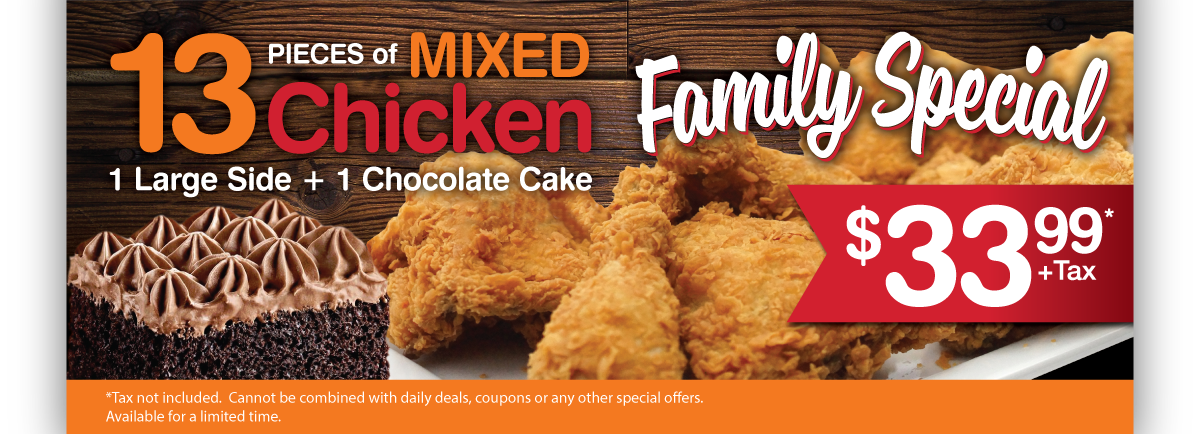 13 PIECES of MIXED
Chicken
1 Large Side + 1 Chocolate Cake
Family Special
$33 99*
+Tax
*Tax not included.  Cannot be combined with daily deals, coupons or any other special offers.
Available for a limited time.